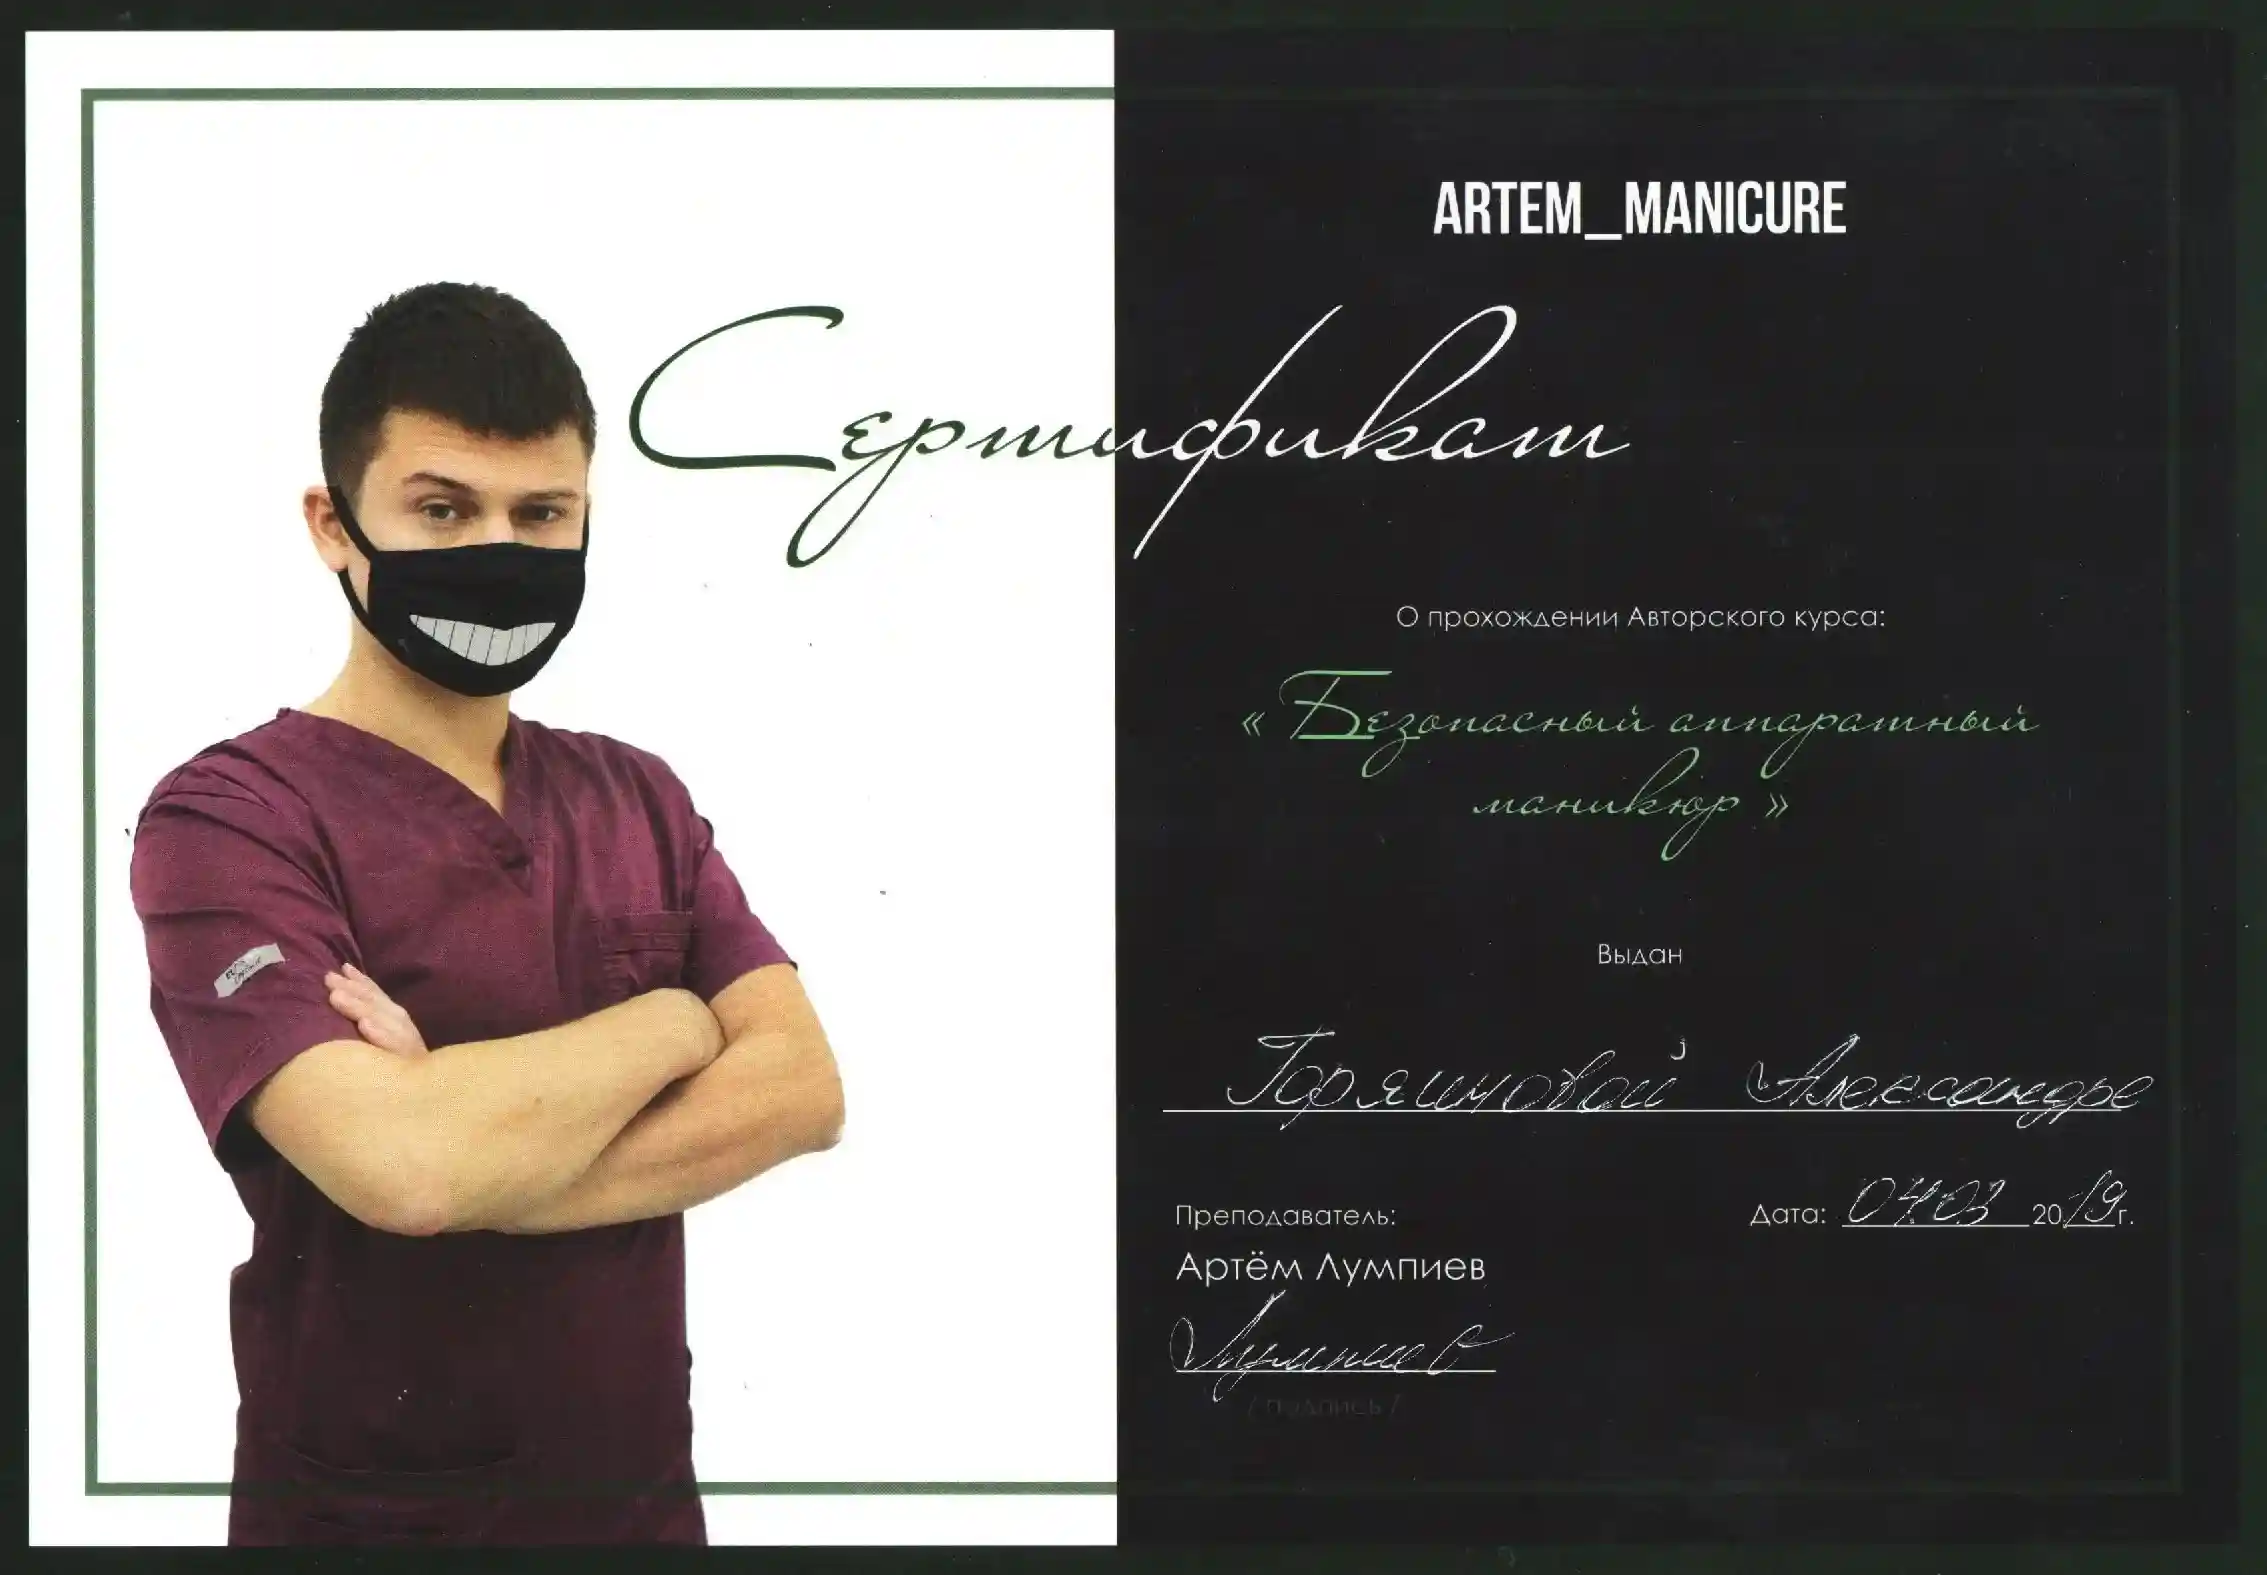 ARTEM_MANICURE
Сертификат
О прохождении Авторского курса:
« Безопасный аппаратный
маникюр »
Выдан
Горяиновой Александре
Преподаватель:
Дата: 04.03 2019г.
Артём Лумпиев
Лумпиев
/ подпись /